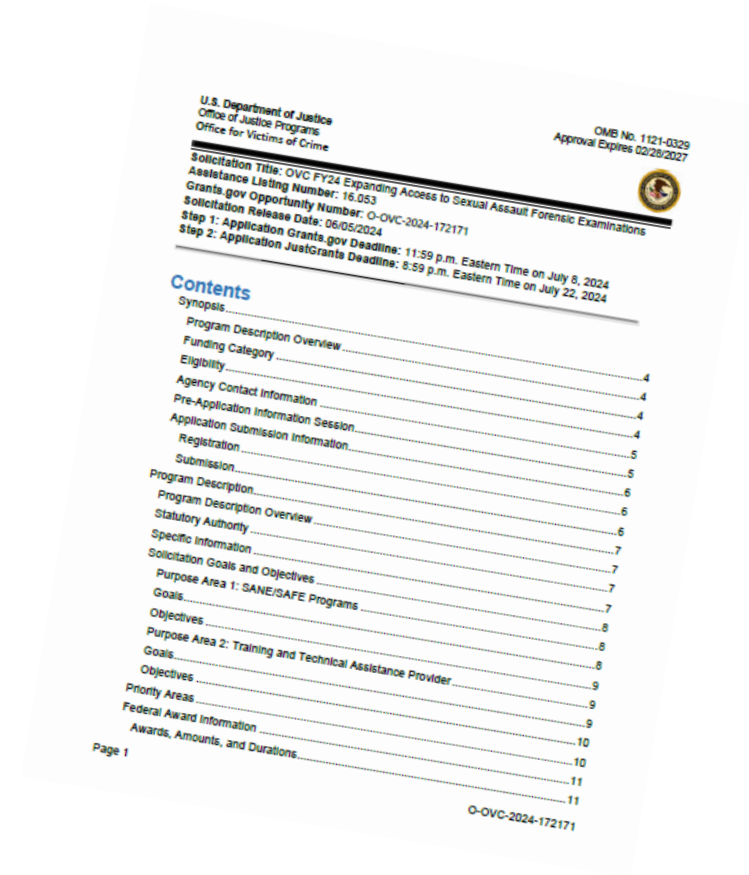 U.S. Department of Justice
Office of Justice Programs
Office for Victims of Crime
OMB No. 1121-0329
Approval Expires 02/28/2027
Solicitation Title: OVC FY24 Expanding Access to Sexual Assault Forensic Examinations
Assistance Listing Number: 16.053
Grants.gov Opportunity Number: O-OVC-2024-172171
Solicitation Release Date: 06/05/2024
Step 1: Application Grants.gov Deadline: 11:59 p.m. Eastern Time on July 8, 2024
Step 2: Application JustGrants Deadline: 8:59 p.m. Eastern Time on July 22, 2024
Contents
Synopsis 4
Program Description Overview 4
Funding Category 4
Eligibility 4
Agency Contact Information 5
Pre-Application Information Session 5
Application Submission Information 6
Registration 6
Submission 6
Program Description 7
Program Description Overview 7
Statutory Authority 7
Specific Information 7
Solicitation Goals and Objectives 8
Purpose Area 1: SANE/SAFE Programs 8
Goals 8
Objectives 9
Purpose Area 2: Training and Technical Assistance Provider 9
Goals 9
Objectives 10
Priority Areas 10
Federal Award Information 11
Awards, Amounts, and Durations 11
Page 1
O-OVC-2024-172171